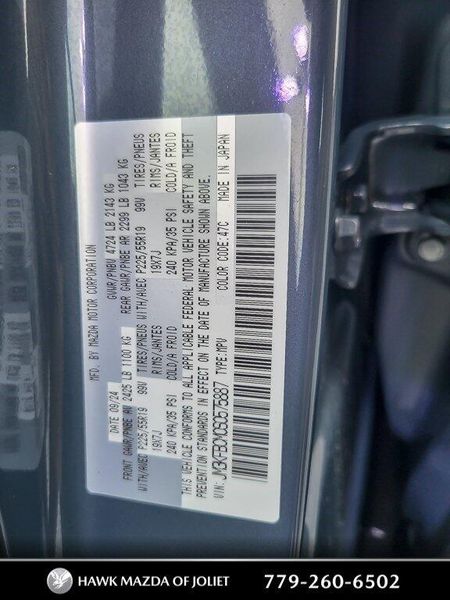 MFD. BY MAZDA MOTOR CORPORATION
DATE 09/24 GVWR/PNBV 4724 LB 2143 KG
FRONT GAWR/PNBE AV 2425 LB 1100 KG REAR GAWR/PNBE AR 2299 LB 1043 KG
WITH/AVEC P225/55R19 99V TIRES/PNEUS WITH/AVEC P225/55R19 99V TIRES/PNEUS
19X7J RIMS/JANTES 19X7J RIMS/JANTES
240 KPA/35 PSI COLD/A FROID 240 KPA/35 PSI COLD/A FROID
THIS VEHICLE CONFORMS TO ALL APPLICABLE FEDERAL MOTOR VEHICLE SAFETY AND THEFT
PREVENTION STANDARDS IN EFFECT ON THE DATE OF MANUFACTURE SHOWN ABOVE.
COLOR CODE:47C MADE IN JAPAN
TYPE:MPV
HAWK MAZDA OF JOLIET 779-260-6502